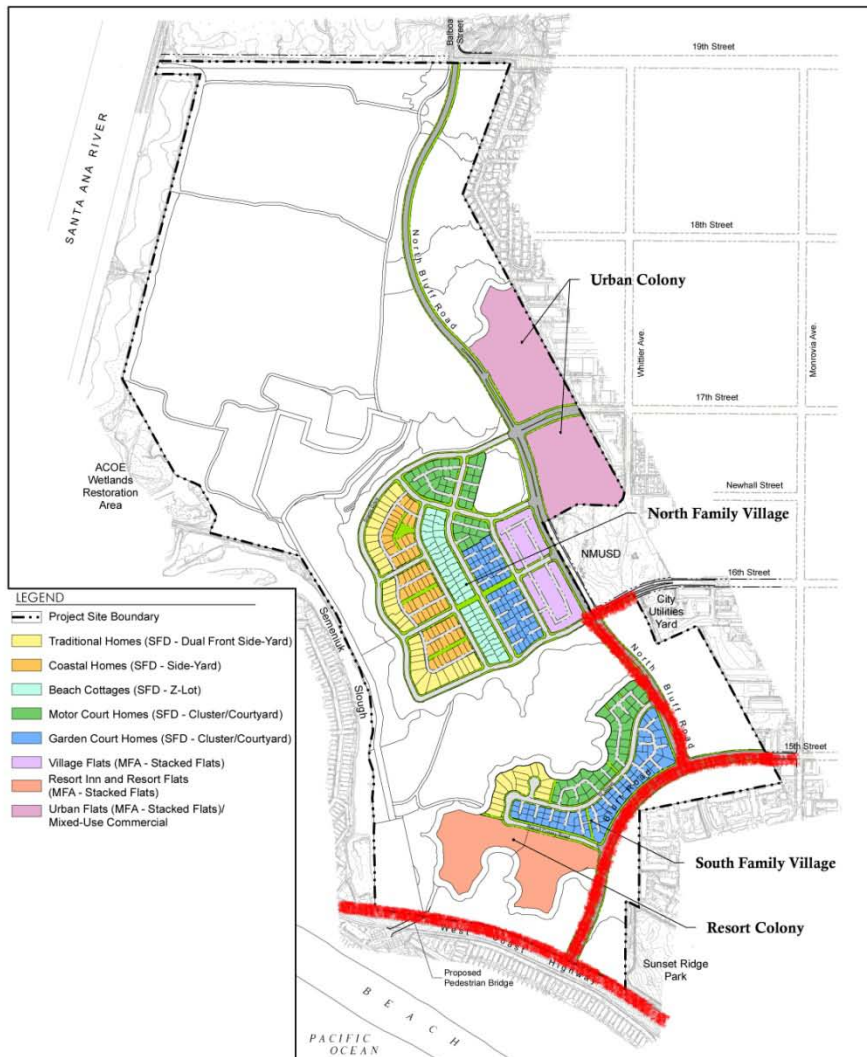 Balboa
Street
19th Street
SANTA ANA RIVER
18th Street
North Bluff Road
Urban Colony
Whittier Ave.
Monrovia Ave.
17th Street
ACOE
Wetlands
Restoration
Area
Newhall Street
North Family Village
NMUSD
16th Street
City
Utilities
Yard
LEGEND
Project Site Boundary
Traditional Homes (SFD - Dual Front Side-Yard)
Coastal Homes (SFD - Side-Yard)
Beach Cottages (SFD - Z-Lot)
Motor Court Homes (SFD - Cluster/Courtyard)
Garden Court Homes (SFD - Cluster/Courtyard)
Village Flats (MFA - Stacked Flats)
Resort Inn and Resort Flats
(MFA - Stacked Flats)
Urban Flats (MFA - Stacked Flats)/
Mixed-Use Commercial
Semeniuk
Slough
North Bluff Road
15th Street
Bluff Road
South Family Village
Resort Colony
West Coast Highway
Sunset Ridge
Park
Proposed
Pedestrian Bridge
BEACH
PACIFIC
OCEAN